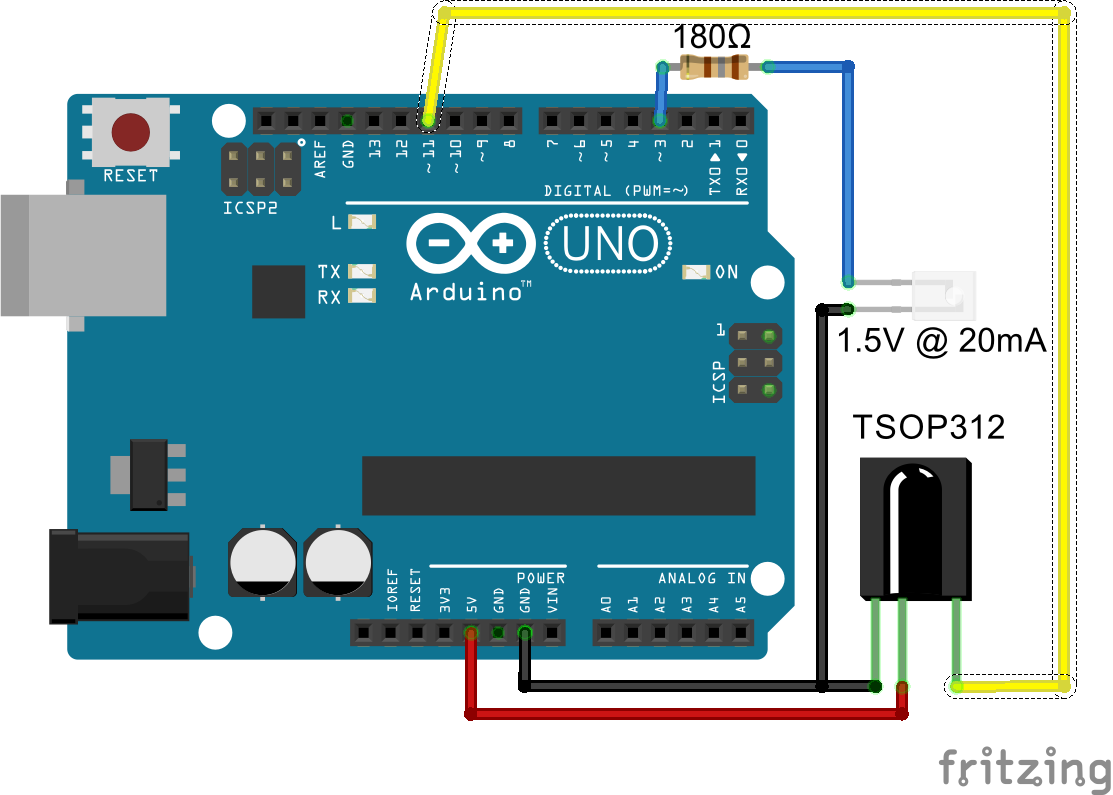 180Ω
RESET
ICSP2
AREF
GND
13
12
~11
~10
~9
8
7
~6
~5
4
~3
2
TX0▶1
RX0◀0
DIGITAL (PWM=~)
L
TX
RX
Arduino™
UNO
ON
1
ICSP
1.5V @ 20mA
TSOP312
POWER
ANALOG IN
IOREF
RESET
3V3
5V
GND
GND
VIN
A0
A1
A2
A3
A4
A5
fritzing